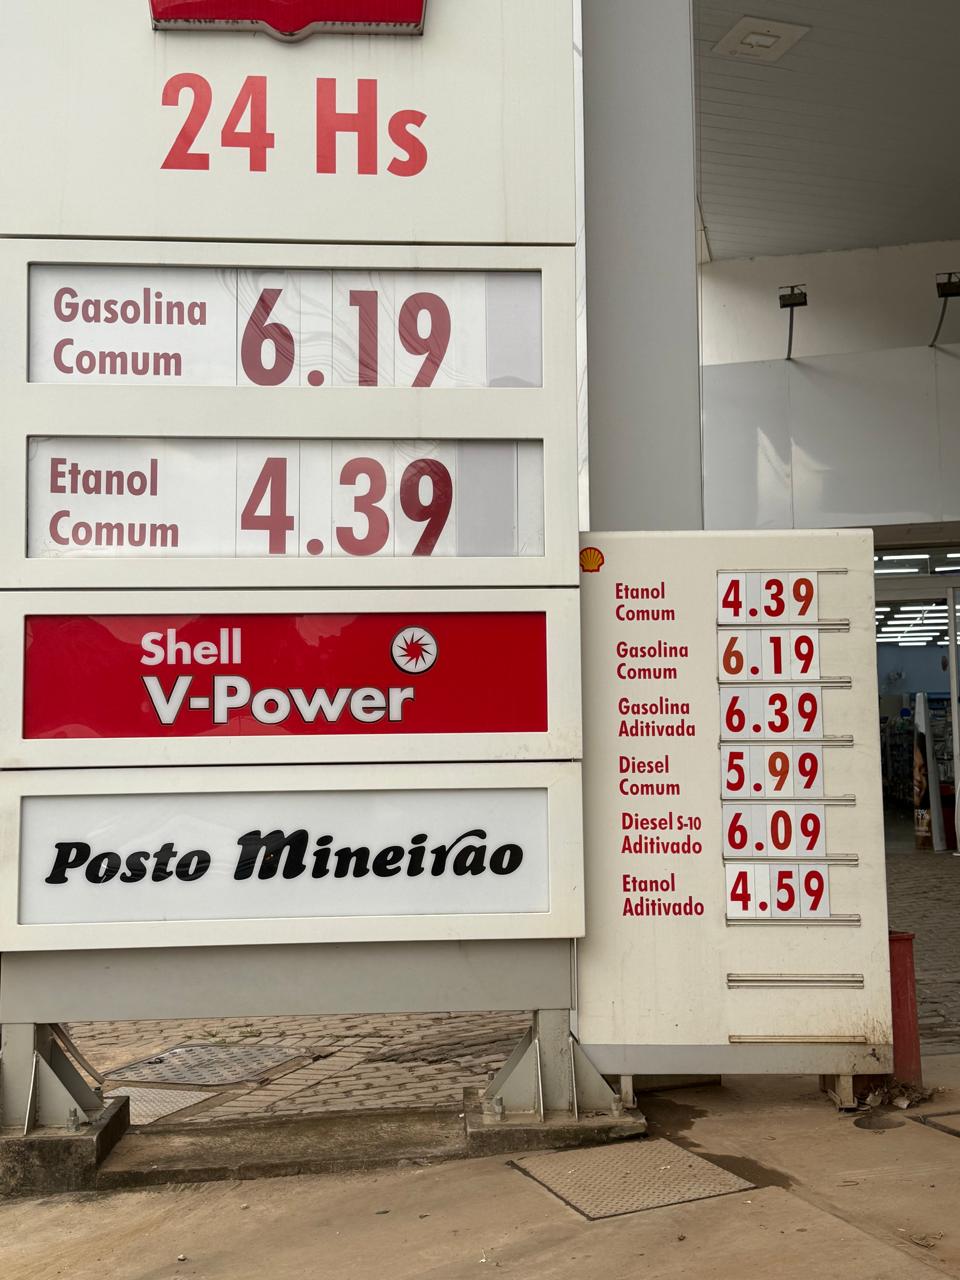 24 Hs
Gasolina
Comum
6.19
Etanol
Comum
4.39
Shell
V-Power
Posto Mineirão
Etanol
Comum
4.39
Gasolina
Comum
6.19
Gasolina
Aditivada
6.39
Diesel
Comum
5.99
Diesel S-10
Aditivado
6.09
Etanol
Aditivado
4.59